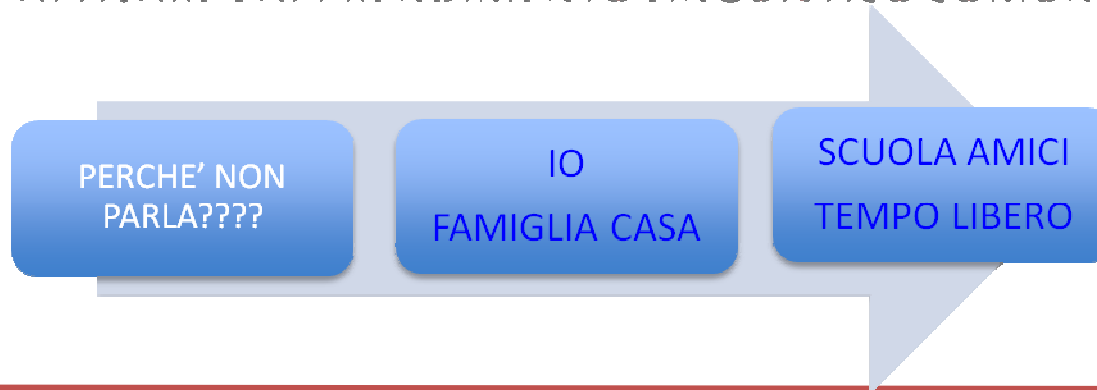 PERCHE’ NON
PARLA????
IO
FAMIGLIA CASA
SCUOLA AMICI
TEMPO LIBERO